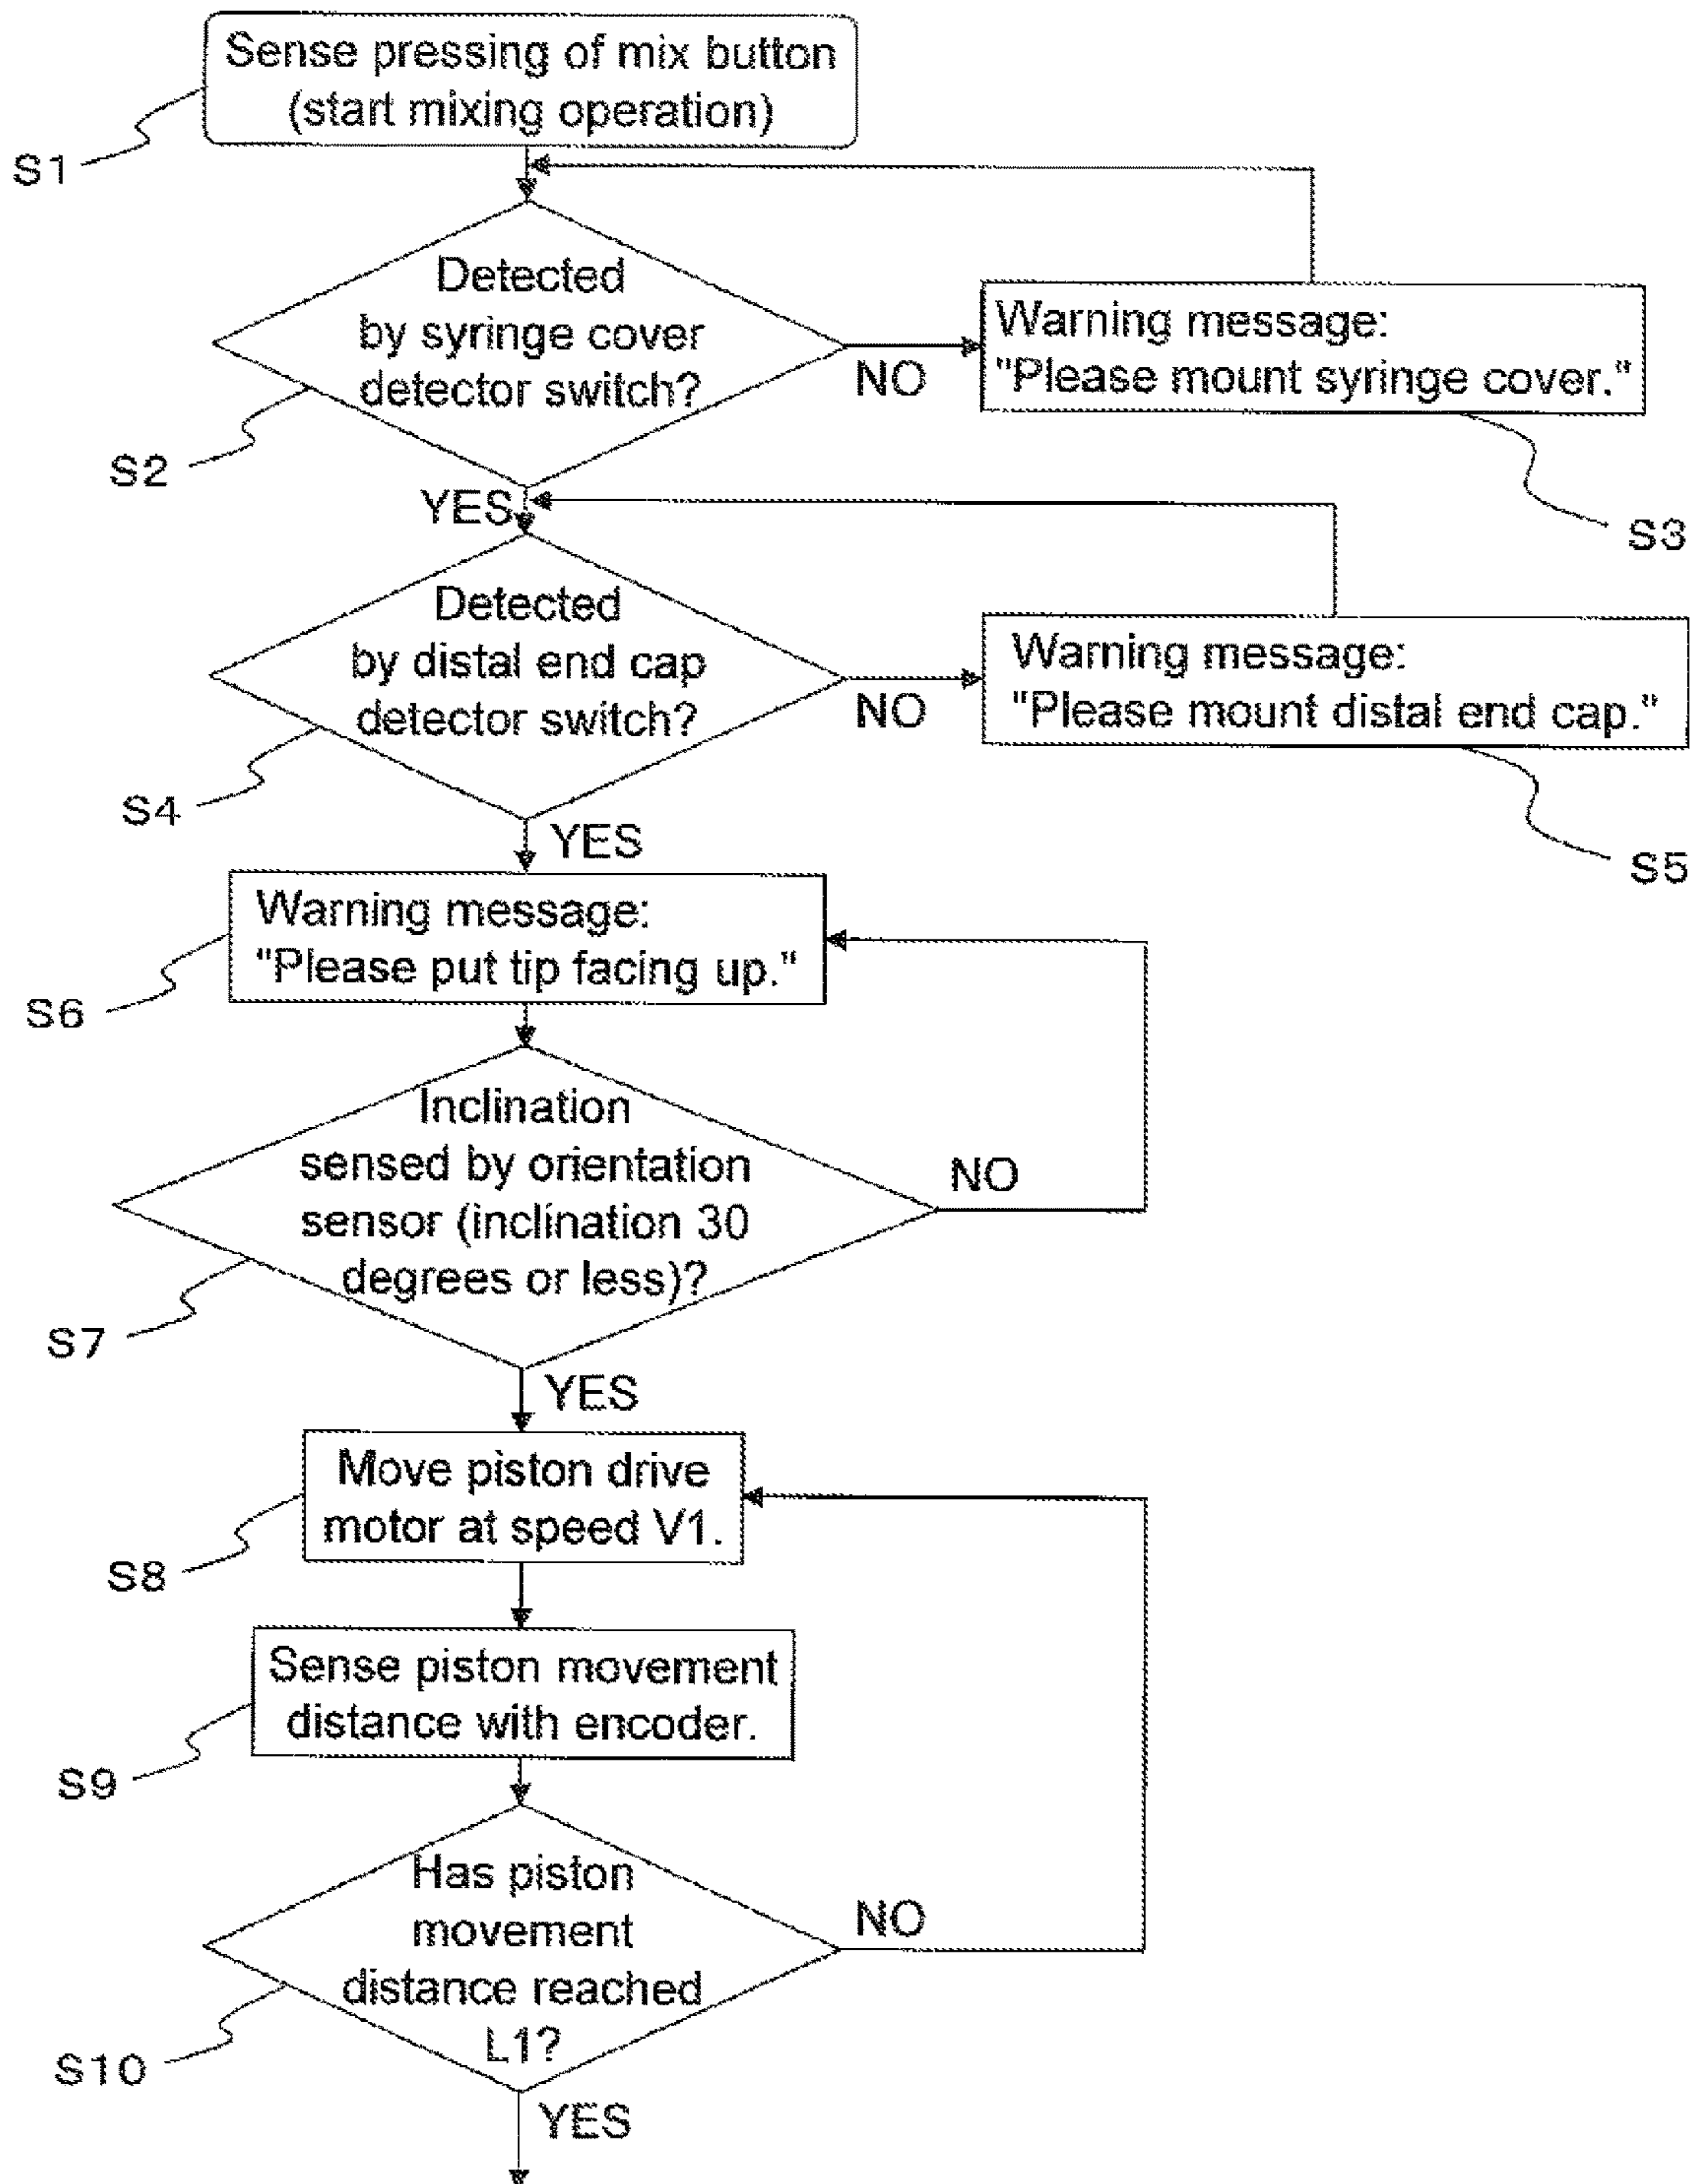 Sense pressing of mix button
(start mixing operation)
S1
Detected
by syringe cover
detector switch?
NO
Warning message:
"Please mount syringe cover."
S2
YES
S3
Detected
by distal end cap
detector switch?
NO
Warning message:
"Please mount distal end cap."
S4
YES
S5
Warning message:
"Please put tip facing up."
S6
Inclination
sensed by orientation
sensor (inclination 30
degrees or less)?
NO
S7
YES
Move piston drive
motor at speed V1.
S8
Sense piston movement
distance with encoder.
S9
Has piston
movement
distance reached
L1?
NO
S10
YES